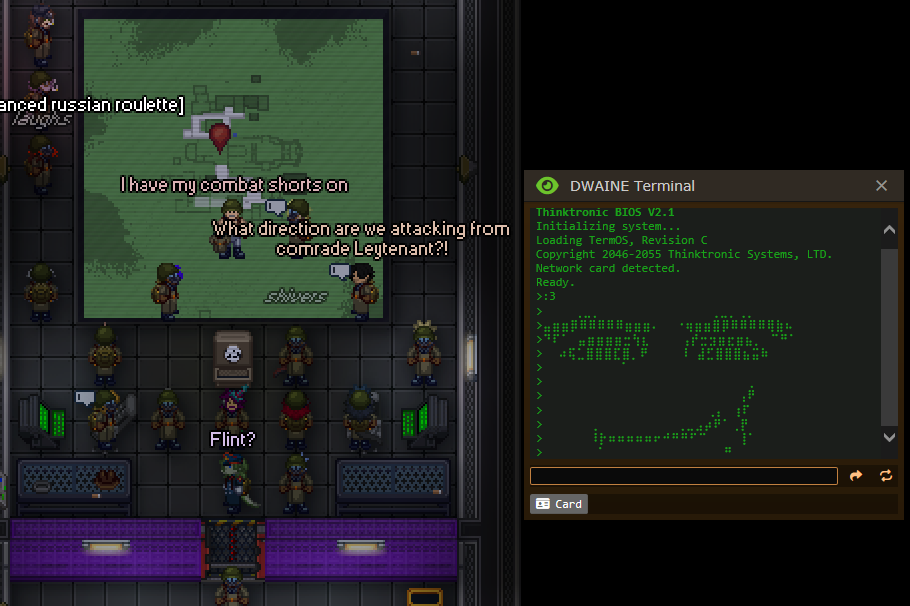 anced russian roulette]
laughs
I have my combat shorts on
What direction are we attacking from
comrade Leytenant?!
shivers
Flint?
DWAINE Terminal
Thinktronic BIOS V2.1
Initializing system...
Loading TermOS, Revision C
Copyright 2046-2055 Thinktronic Systems, LTD.
Network card detected.
Ready.
>:3
>
>
>
>
>
>
>
>
>
>
>
Card